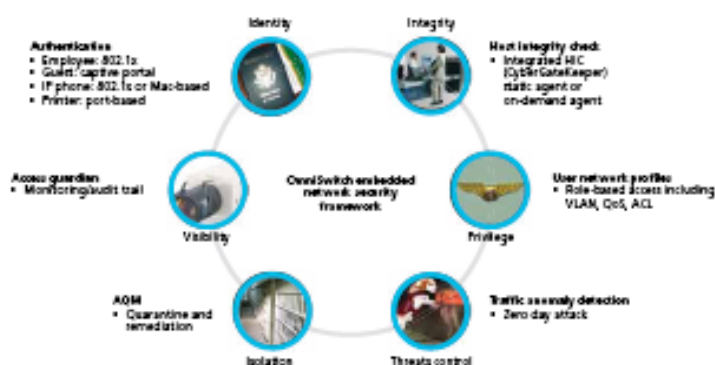 Identity
Authentication
• Employee: 802.1x
• Guest: captive portal
• IP phone: 802.1x or Mac-based
• Printer: port-based
Integrity
Host integrity check
• Integrated HIC
(CyberGateKeeper)
static agent or
on-demand agent
Access guardian
• Monitoring/audit trail
Visibility
OmniSwitch embedded
network security
framework
User network profiles
• Role-based access including
VLAN, QoS, ACL
Privilege
AQM
• Quarantine and
remediation
Isolation
Traffic anomaly detection
• Zero day attack
Threats control